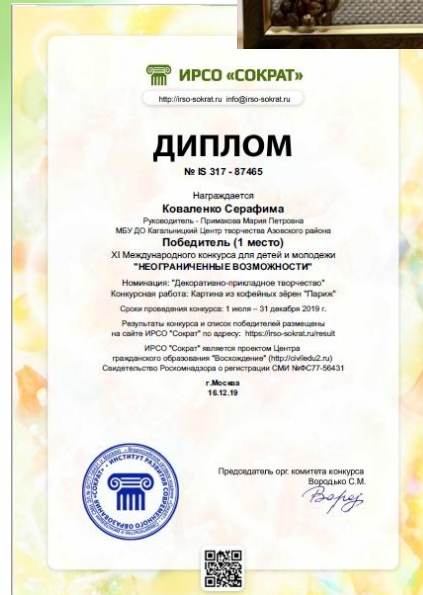 ИРСО «СОКРАТ»
http://irso-sokrat.ru info@irso-sokrat.ru
ДИПЛОМ
№ IS 317 - 87465
Награждается
Коваленко Серафима
Руководитель - Примакова Мария Петровна
МБУ ДО Кагальницкий Центр творчества Азовского района
Победитель (1 место)
XI Международного конкурса для детей и молодежи
"НЕОГРАНИЧЕННЫЕ ВОЗМОЖНОСТИ"
Номинация: "Декоративно-прикладное творчество"
Конкурсная работа: Картина из кофейных зёрен "Париж"
Сроки проведения конкурса: 1 июля – 31 декабря 2019 г.
Результаты конкурса и список победителей размещены
на сайте ИРСО "Сократ" по адресу: https://irso-sokrat.ru/result
ИРСО "Сократ" является проектом Центра
гражданского образования "Восхождение" (http://civiledu2.ru)
Свидетельство Роскомнадзора о регистрации СМИ №ФС77-56431
г.Москва
16.12.19
Председатель орг. комитета конкурса
Вородько С.М.
ИНСТИТУТ РАЗВИТИЯ
СОВРЕМЕННОГО ОБРАЗОВАНИЯ «СОКРАТ»